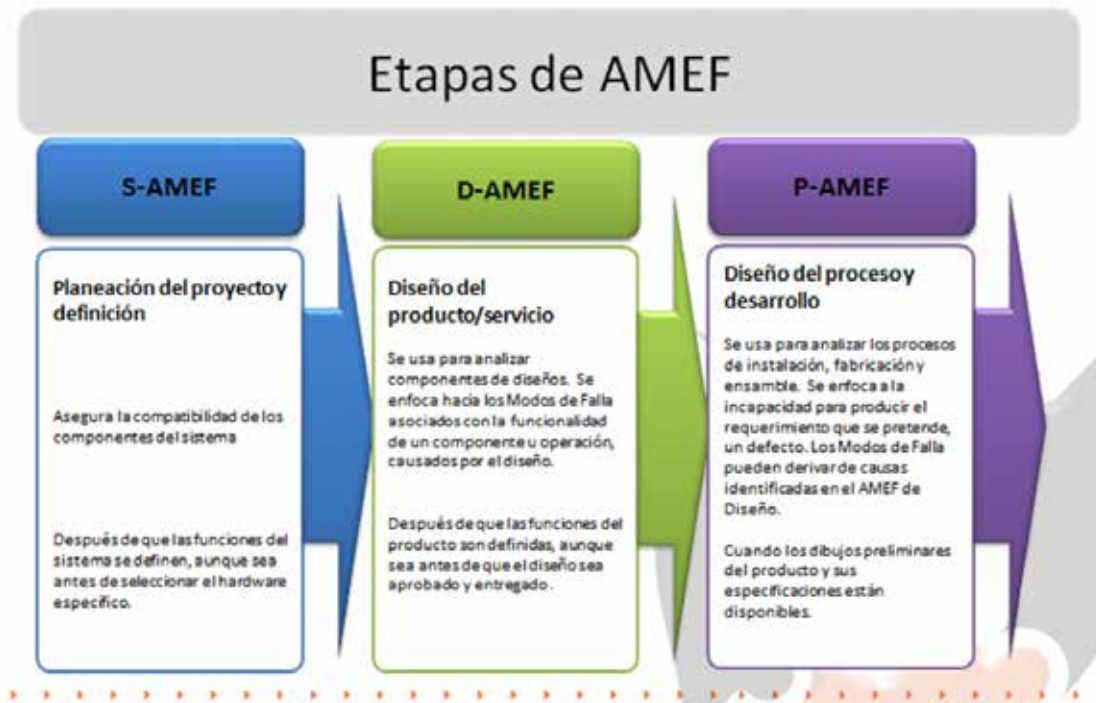 Etapas de AMEF
S-AMEF
Planeación del proyecto y
definición
Asegura la compatibilidad de los
componentes del sistema
Después de que las funciones del
sistema se definen, aunque sea
antes de seleccionar el hardware
específico.
D-AMEF
Diseño del
producto/servicio
Se usa para analizar
componentes de diseños. Se
enfoca hacia los Modos de Falla
asociados con la funcionalidad
de un componente u operación,
causados por el diseño.
Después de que las funciones del
producto son definidas, aunque
sea antes de que el diseño sea
aprobado y entregado.
P-AMEF
Diseño del proceso y
desarrollo
Se usa para analizar los procesos
de instalación, fabricación y
ensamble. Se enfoca a la
incapacidad para producir el
requerimiento que se pretende,
un defecto. Los Modos de Falla
pueden derivar de causas
identificadas en el AMEF de
Diseño.
Cuando los dibujos preliminares
del producto y sus
especificaciones están
disponibles.